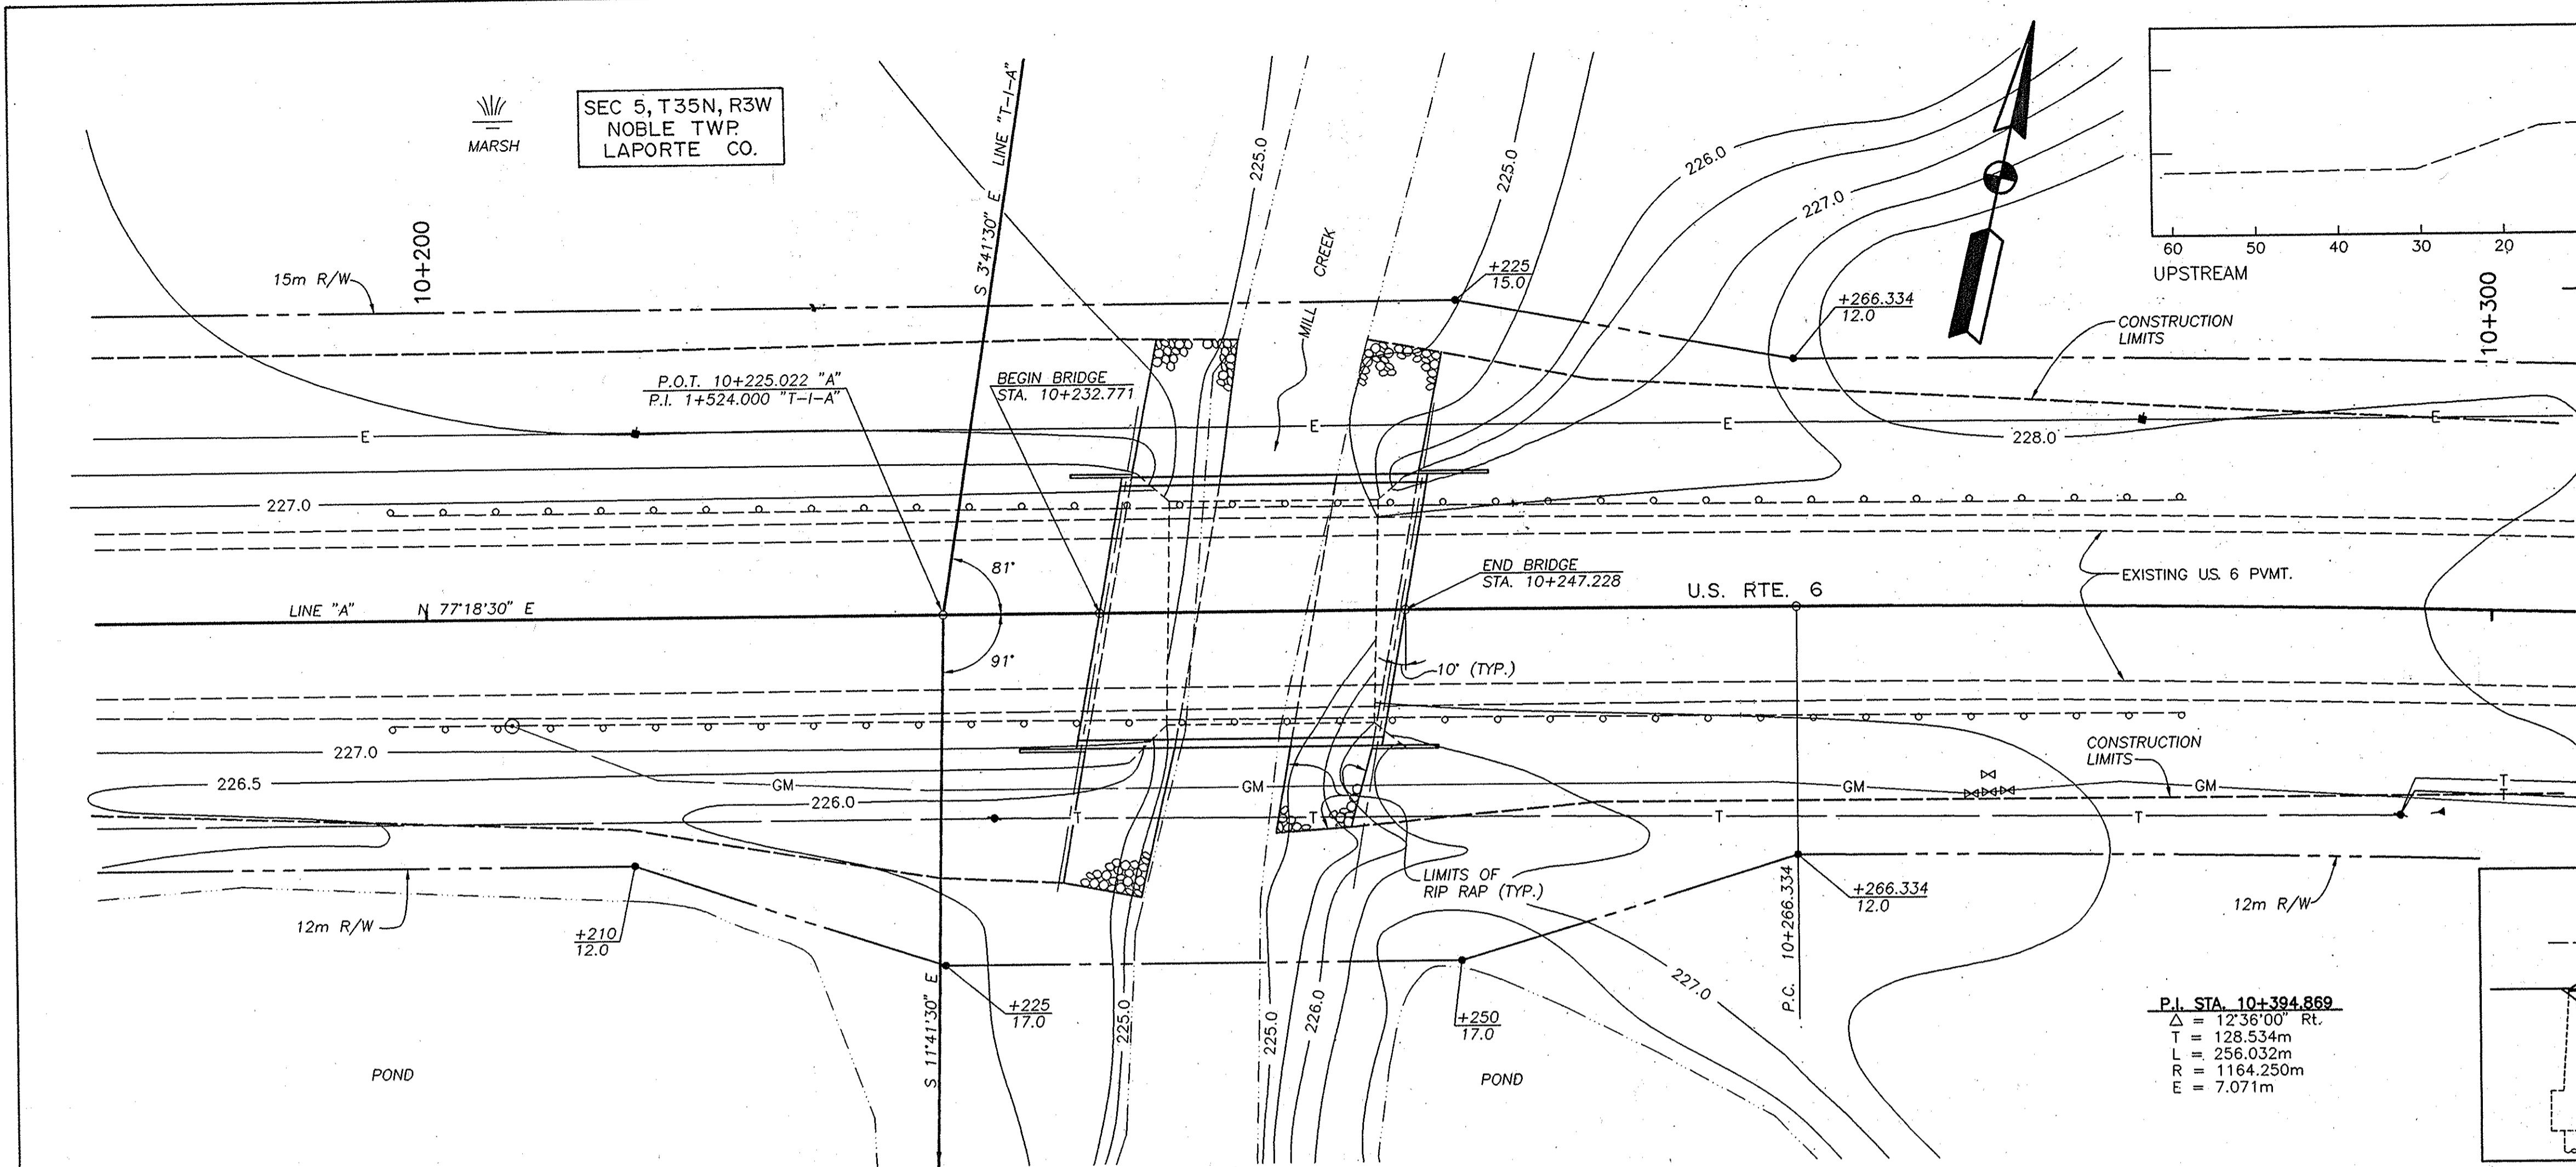 SEC 5, T35N, R3W
NOBLE TWP.
LAPORTE CO.
MARSH
S 3°41'30" E LINE "T-1-A"
225.0
225.0
226.0
227.0
60 50 40 30 20
UPSTREAM
10+200
15m R/W
MILL CREEK
+225
15.0
+266.334
12.0
CONSTRUCTION
LIMITS
10+300
P.O.T. 10+225.022 "A"
P.I. 1+524.000 "T-1-A"
BEGIN BRIDGE
STA. 10+232.771
E
E
E
E
228.0
227.0
81°
END BRIDGE
STA. 10+247.228
U.S. RTE. 6
EXISTING U.S. 6 PVMT.
LINE "A" N 77°18'30" E
91°
10° (TYP.)
227.0
226.5
GM
226.0
GM
GM
GM
CONSTRUCTION
LIMITS
T
T
T
T
T
T
T
LIMITS OF
RIP RAP (TYP.)
12m R/W
+210
12.0
P.C. 10+266.334
+266.334
12.0
12m R/W
S 11°41'30" E
+225
17.0
225.0
225.0
226.0
+250
17.0
227.0
POND
POND
P.I. STA. 10+394.869
Δ = 12°36'00" Rt.
T = 128.534m
L = 256.032m
R = 1164.250m
E = 7.071m